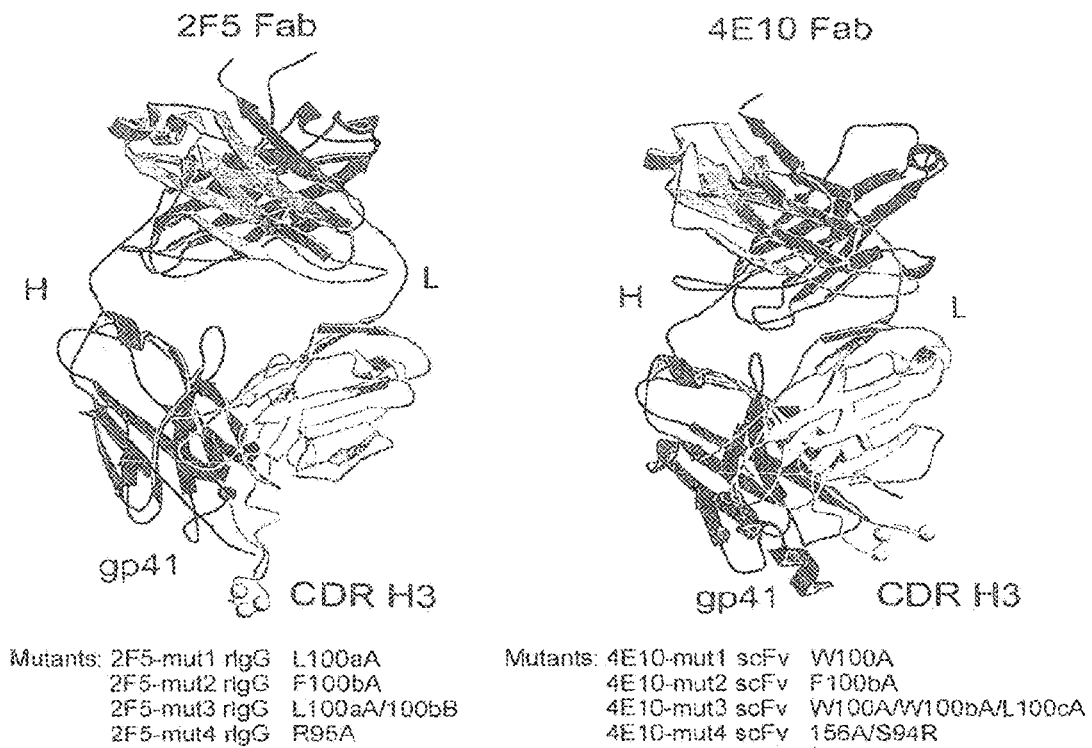 2F5 Fab
4E10 Fab
H
L
H
L
gp41
CDR H3
gp41
CDR H3
Mutants: 2F5-mut1 rIgG L100aA
2F5-mut2 rIgG F100bA
2F5-mut3 rIgG L100aA/100bB
2F5-mut4 rIgG R95A
Mutants: 4E10-mut1 scFv W100A
4E10-mut2 scFv F100bA
4E10-mut3 scFv W100A/W100bA/L100cA
4E10-mut4 scFv 156A/S94R